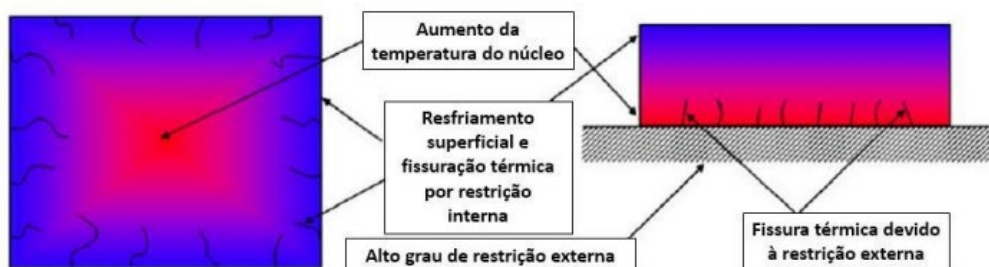 Aumento da
temperatura do núcleo
Resfriamento
superficial e
fissuração térmica
por restrição
interna
Alto grau de restrição externa
Fissura térmica devido
à restrição externa